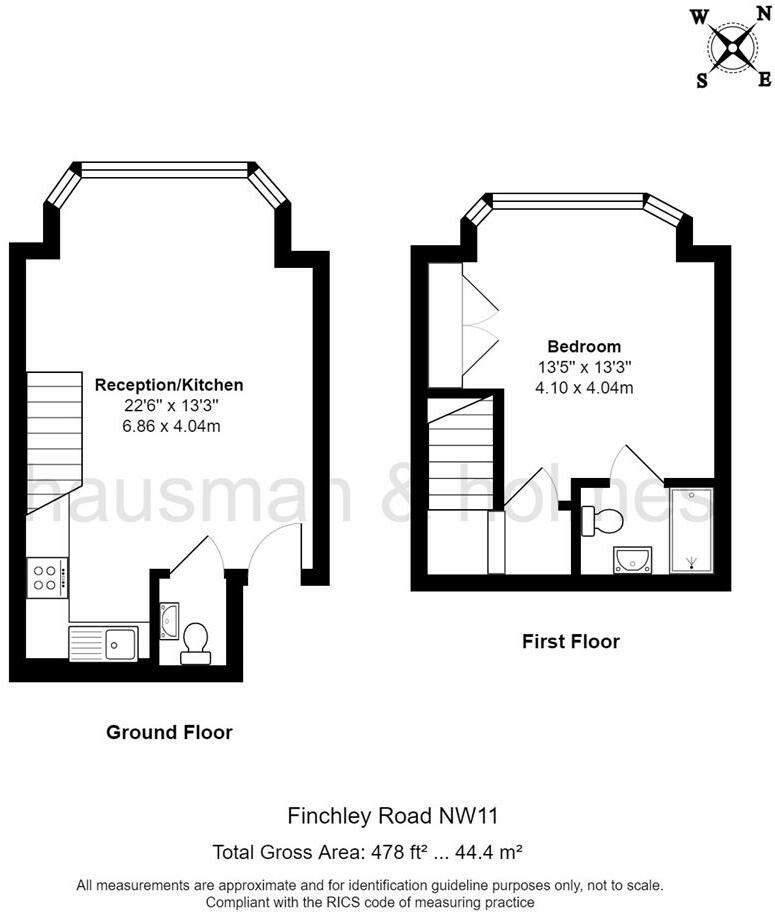 W N
S E
Reception/Kitchen
22'6" x 13'3"
6.86 x 4.04m
Bedroom
13'5" x 13'3"
4.10 x 4.04m
hausman & holmes
First Floor
Ground Floor
Finchley Road NW11
Total Gross Area: 478 ft² ... 44.4 m²
All measurements are approximate and for identification guideline purposes only, not to scale.
Compliant with the RICS code of measuring practice